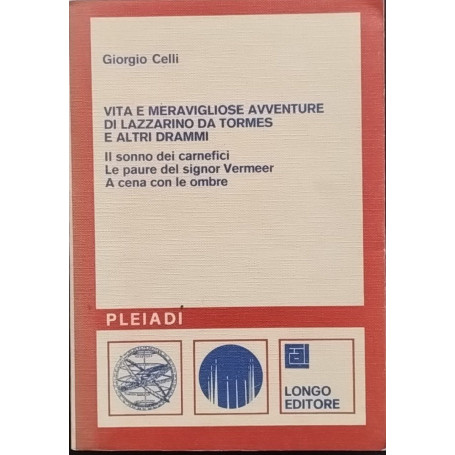 Giorgio Celli
VITA E MERAVIGLIOSE AVVENTURE
DI LAZZARINO DA TORMES
E ALTRI DRAMMI
Il sonno dei carnefici
Le paure del signor Vermeer
A cena con le ombre
PLEIADÍ
LONGO
EDITORE